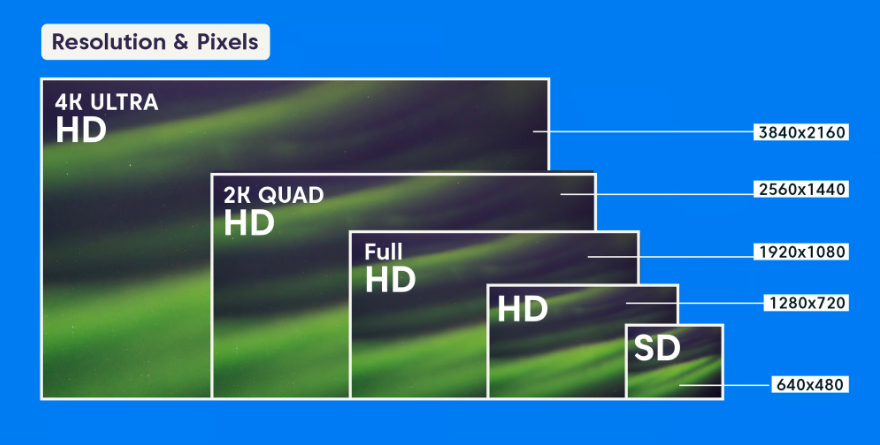 Resolution & Pixels
4K ULTRA
HD
3840x2160
2K QUAD
HD
2560x1440
Full
HD
1920x1080
HD
1280x720
SD
640x480